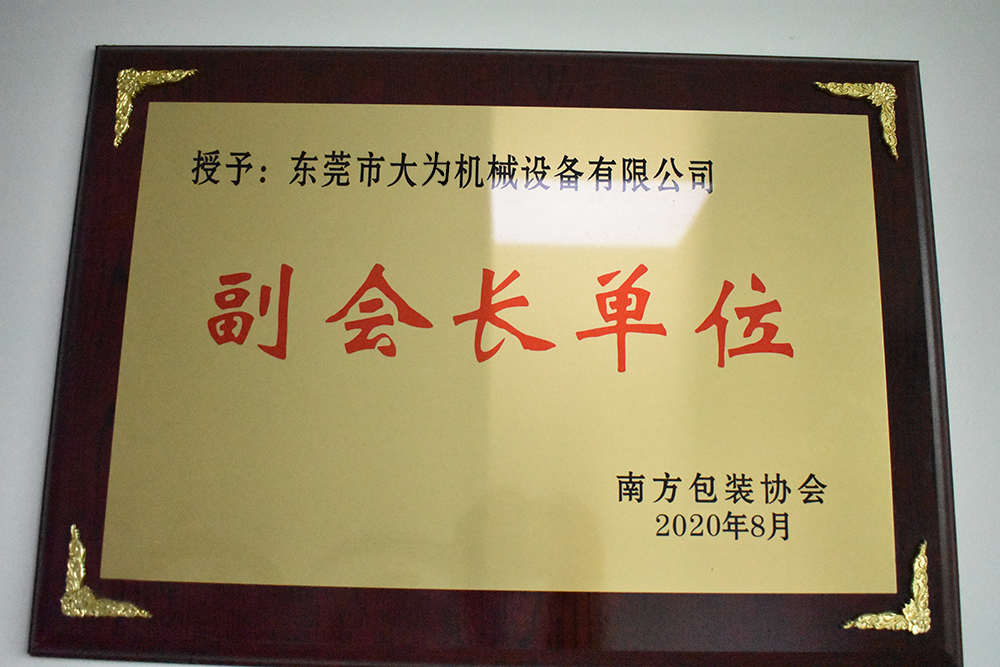 授予：东莞市大为机械设备有限公司
副会长单位
南方包装协会
2020年8月